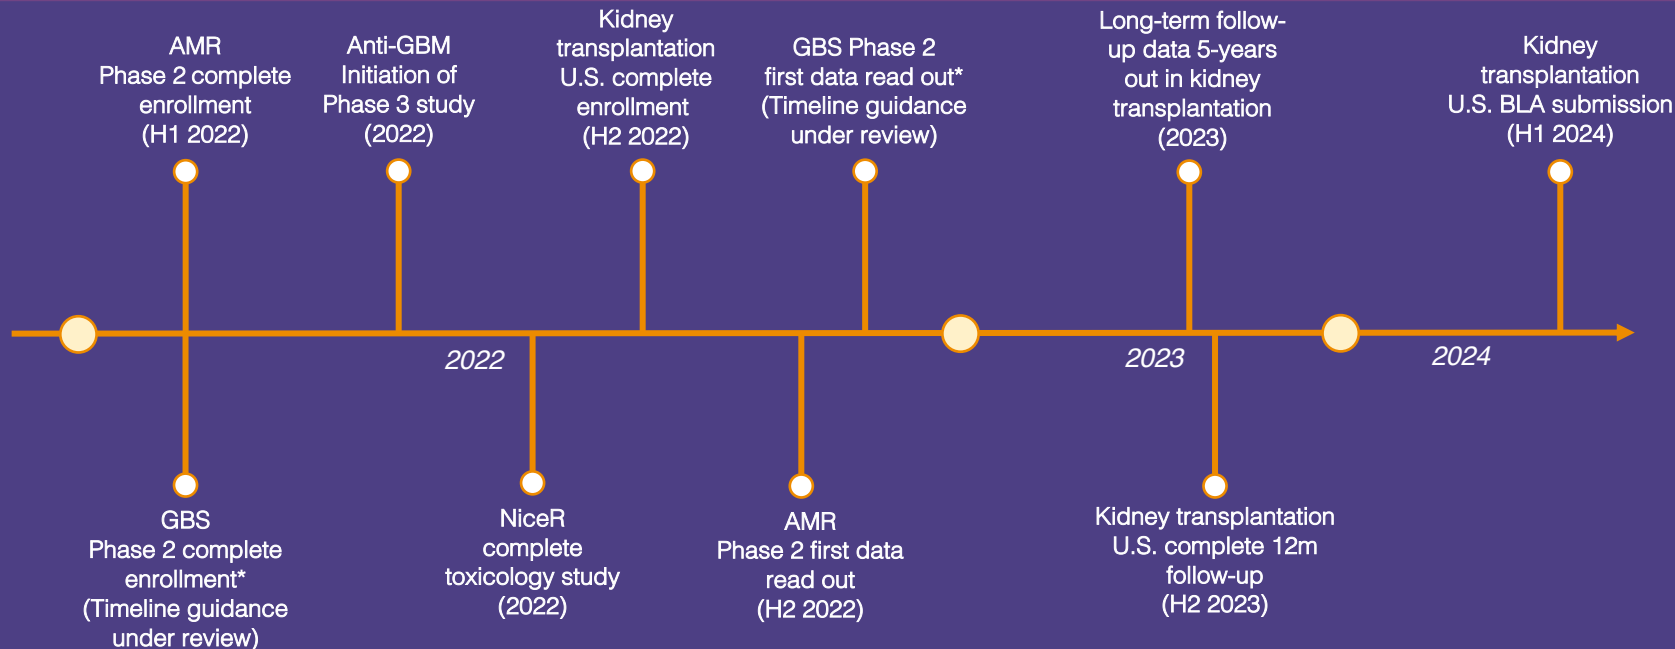 AMR
Phase 2 complete
enrollment
(H1 2022)
Anti-GBM
Initiation of
Phase 3 study
(2022)
Kidney
transplantation
U.S. complete
enrollment
(H2 2022)
GBS Phase 2
first data read out*
(Timeline guidance
under review)
Long-term follow-
up data 5-years
out in kidney
transplantation
(2023)
Kidney
transplantation
U.S. BLA submission
(H1 2024)
2022
2023
2024
GBS
Phase 2 complete
enrollment*
(Timeline guidance
under review)
NiceR
complete
toxicology study
(2022)
AMR
Phase 2 first data
read out
(H2 2022)
Kidney transplantation
U.S. complete 12m
follow-up
(H2 2023)